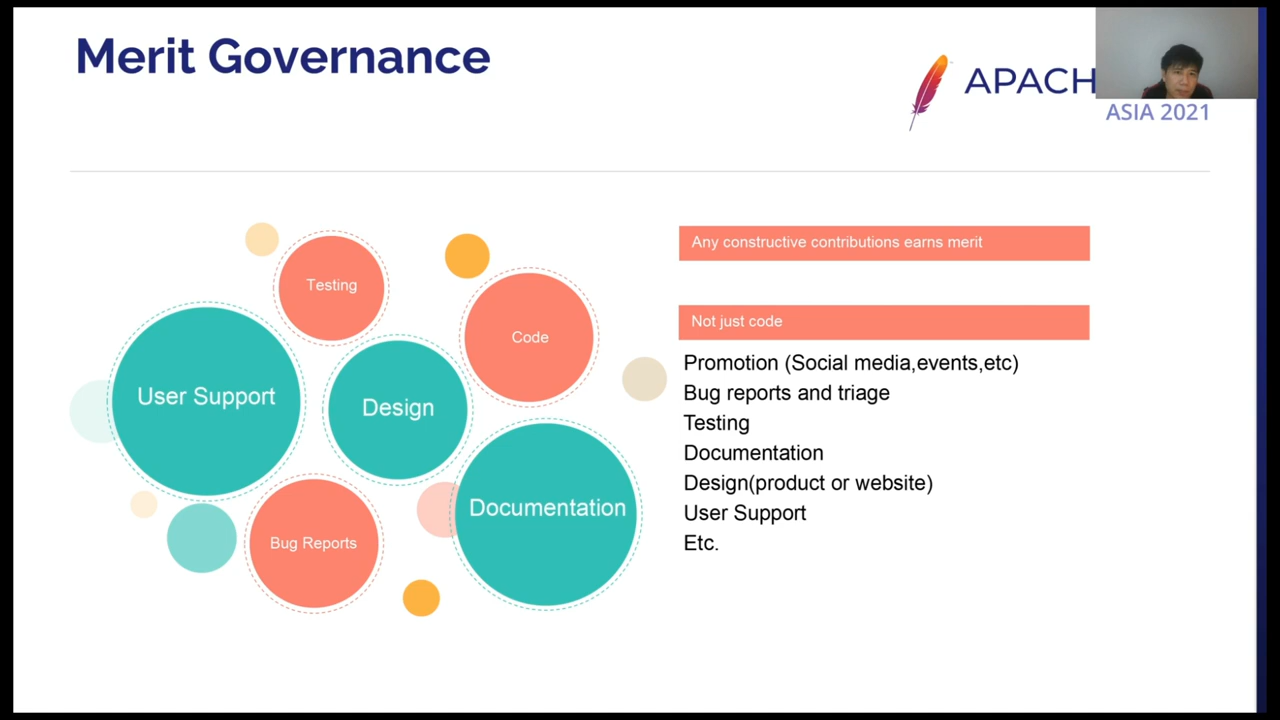 Merit Governance
APACH
ASIA 2021
Testing
Code
User Support
Design
Documentation
Bug Reports
Any constructive contributions earns merit
Not just code
Promotion (Social media,events,etc)
Bug reports and triage
Testing
Documentation
Design(product or website)
User Support
Etc.